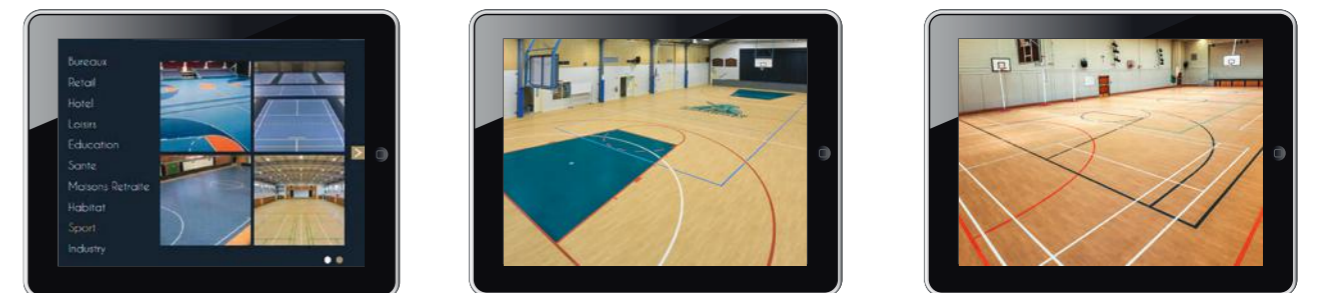 Bureaux
Retail
Hotel
Loisirs
Education
Sante
Maisons Retraite
Habitat
Sport
Industry